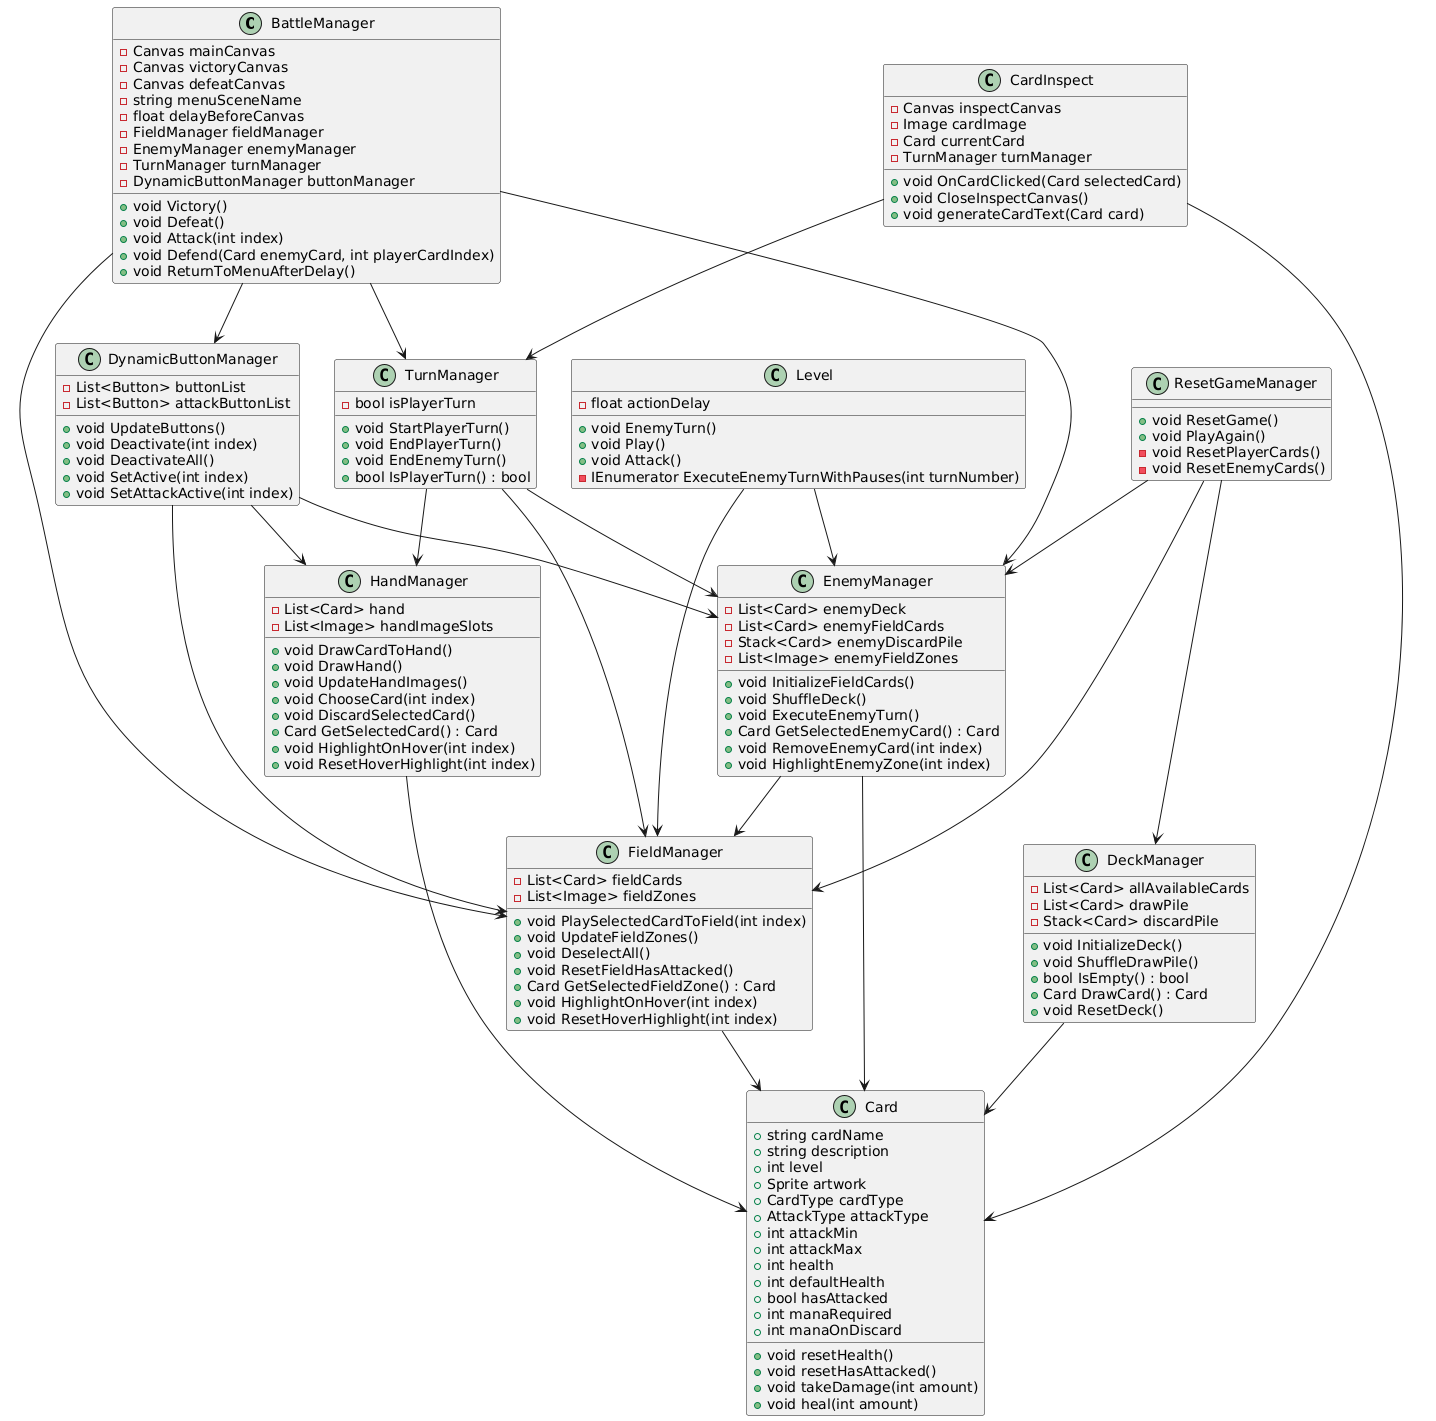 C BattleManager
Canvas mainCanvas
Canvas victoryCanvas
Canvas defeatCanvas
string menuSceneName
float delayBeforeCanvas
FieldManager fieldManager
EnemyManager enemyManager
TurnManager turnManager
DynamicButtonManager buttonManager
void Victory()
void Defeat()
void Attack(int index)
void Defend(Card enemyCard, int playerCardIndex)
void ReturnToMenuAfterDelay()
C CardInspect
Canvas inspectCanvas
Image cardImage
Card currentCard
TurnManager turnManager
void OnCardClicked(Card selectedCard)
void CloseInspectCanvas()
void generateCardText(Card card)
C DynamicButtonManager
List<Button> buttonList
List<Button> attackButtonList
void UpdateButtons()
void Deactivate(int index)
void DeactivateAll()
void SetActive(int index)
void SetAttackActive(int index)
C TurnManager
bool isPlayerTurn
void StartPlayerTurn()
void EndPlayerTurn()
void EndEnemyTurn()
bool IsPlayerTurn() : bool
C Level
float actionDelay
void EnemyTurn()
void Play()
void Attack()
IEnumerator ExecuteEnemyTurnWithPauses(int turnNumber)
C ResetGameManager
void ResetGame()
void PlayAgain()
void ResetPlayerCards()
void ResetEnemyCards()
C HandManager
List<Card> hand
List<Image> handImageSlots
void DrawCardToHand()
void DrawHand()
void UpdateHandImages()
void ChooseCard(int index)
void DiscardSelectedCard()
Card GetSelectedCard() : Card
void HighlightOnHover(int index)
void ResetHoverHighlight(int index)
C EnemyManager
List<Card> enemyDeck
List<Card> enemyFieldCards
Stack<Card> enemyDiscardPile
List<Image> enemyFieldZones
void InitializeFieldCards()
void ShuffleDeck()
void ExecuteEnemyTurn()
Card GetSelectedEnemyCard() : Card
void RemoveEnemyCard(int index)
void HighlightEnemyZone(int index)
C FieldManager
List<Card> fieldCards
List<Image> fieldZones
void PlaySelectedCardToField(int index)
void UpdateFieldZones()
void DeselectAll()
void ResetFieldHasAttacked()
Card GetSelectedFieldZone() : Card
void HighlightOnHover(int index)
void ResetHoverHighlight(int index)
C DeckManager
List<Card> allAvailableCards
List<Card> drawPile
Stack<Card> discardPile
void InitializeDeck()
void ShuffleDrawPile()
bool IsEmpty() : bool
Card DrawCard() : Card
void ResetDeck()
C Card
string cardName
string description
int level
Sprite artwork
CardType cardType
AttackType attackType
int attackMin
int attackMax
int health
int defaultHealth
bool hasAttacked
int manaRequired
int manaOnDiscard
void resetHealth()
void resetHasAttacked()
void takeDamage(int amount)
void heal(int amount)